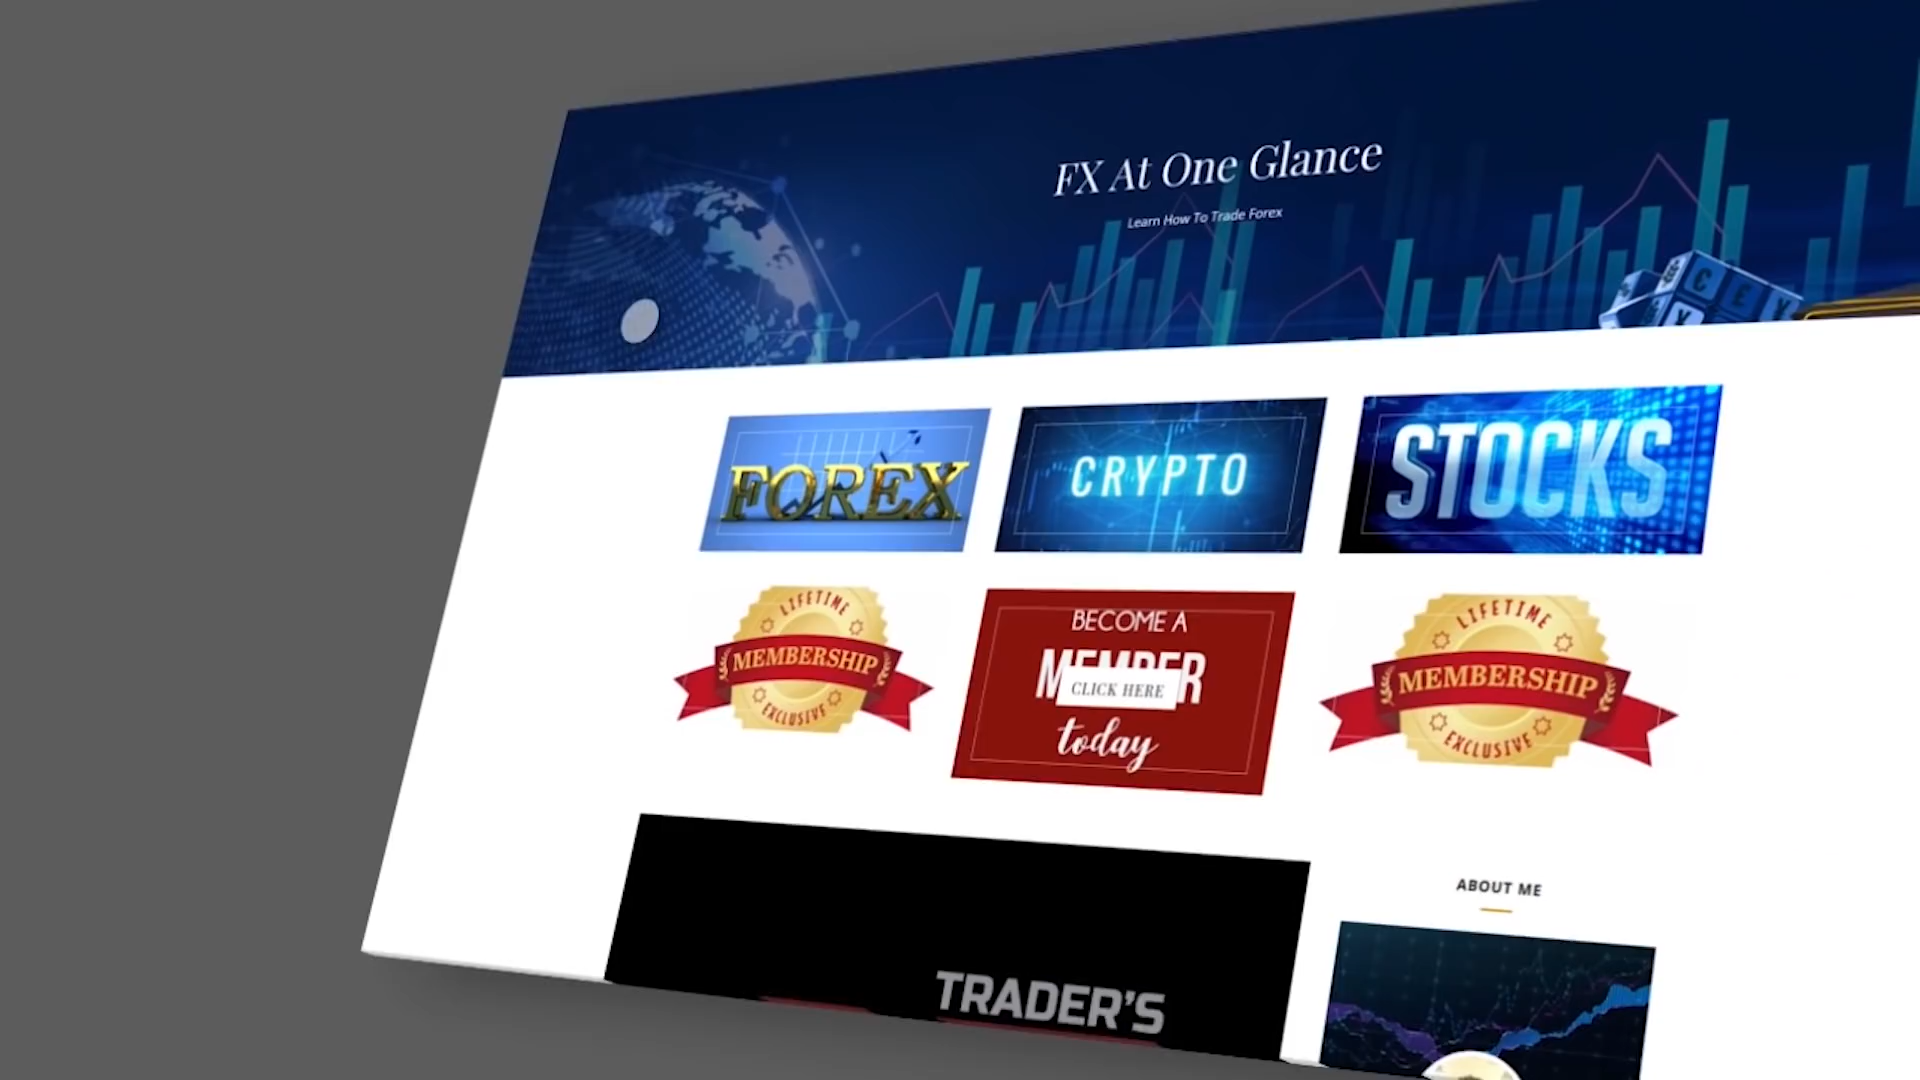 FX At One Glance
Learn How To Trade Forex
FOREX
CRYPTO
STOCKS
LIFETIME
MEMBERSHIP
EXCLUSIVE
BECOME A
MEMBER
CLICK HERE
today
LIFETIME
MEMBERSHIP
EXCLUSIVE
ABOUT ME
TRADER'S